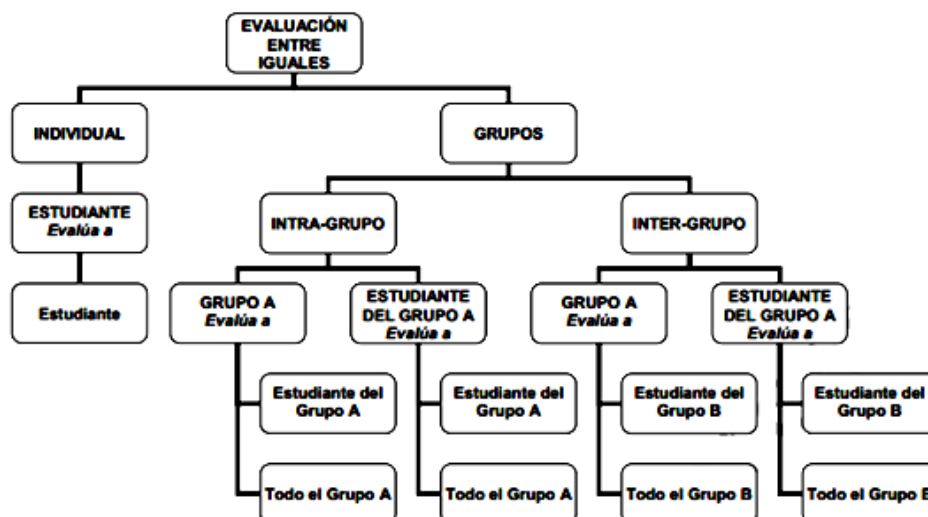 EVALUACIÓN
ENTRE
IGUALES
INDIVIDUAL
GRUPOS
ESTUDIANTE
Evalúa a
INTRA-GRUPO
INTER-GRUPO
Estudiante
GRUPO A
Evalúa a
ESTUDIANTE
DEL GRUPO A
Evalúa a
GRUPO A
Evalúa a
ESTUDIANTE
DEL GRUPO A
Evalúa a
Estudiante del
Grupo A
Estudiante del
Grupo A
Estudiante del
Grupo B
Estudiante del
Grupo B
Todo el Grupo A
Todo el Grupo A
Todo el Grupo B
Todo el Grupo B